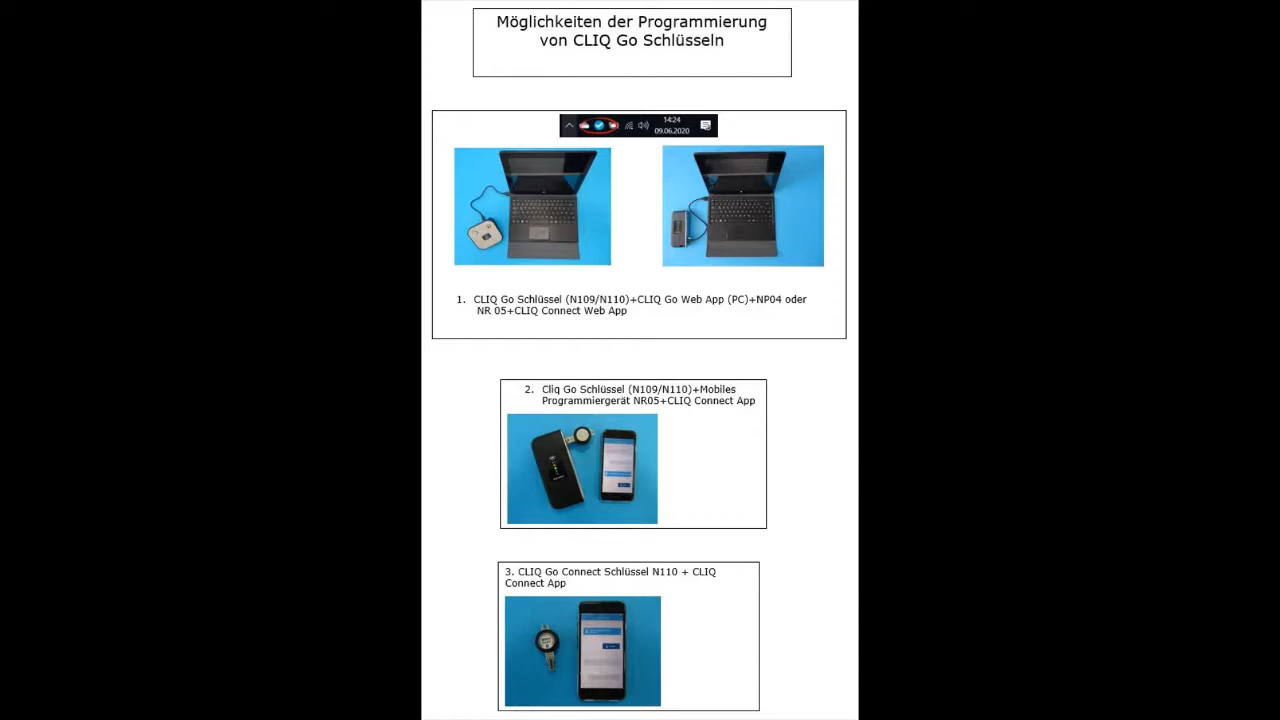 Möglichkeiten der Programmierung
von CLIQ Go Schlüsseln
14:24
09.06.2020
1. CLIQ Go Schlüssel (N109/N110)+CLIQ Go Web App (PC)+NP04 oder
NR 05+CLIQ Connect Web App
2. Cliq Go Schlüssel (N109/N110)+Mobiles
Programmiergerät NR05+CLIQ Connect App
3. CLIQ Go Connect Schlüssel N110 + CLIQ
Connect App